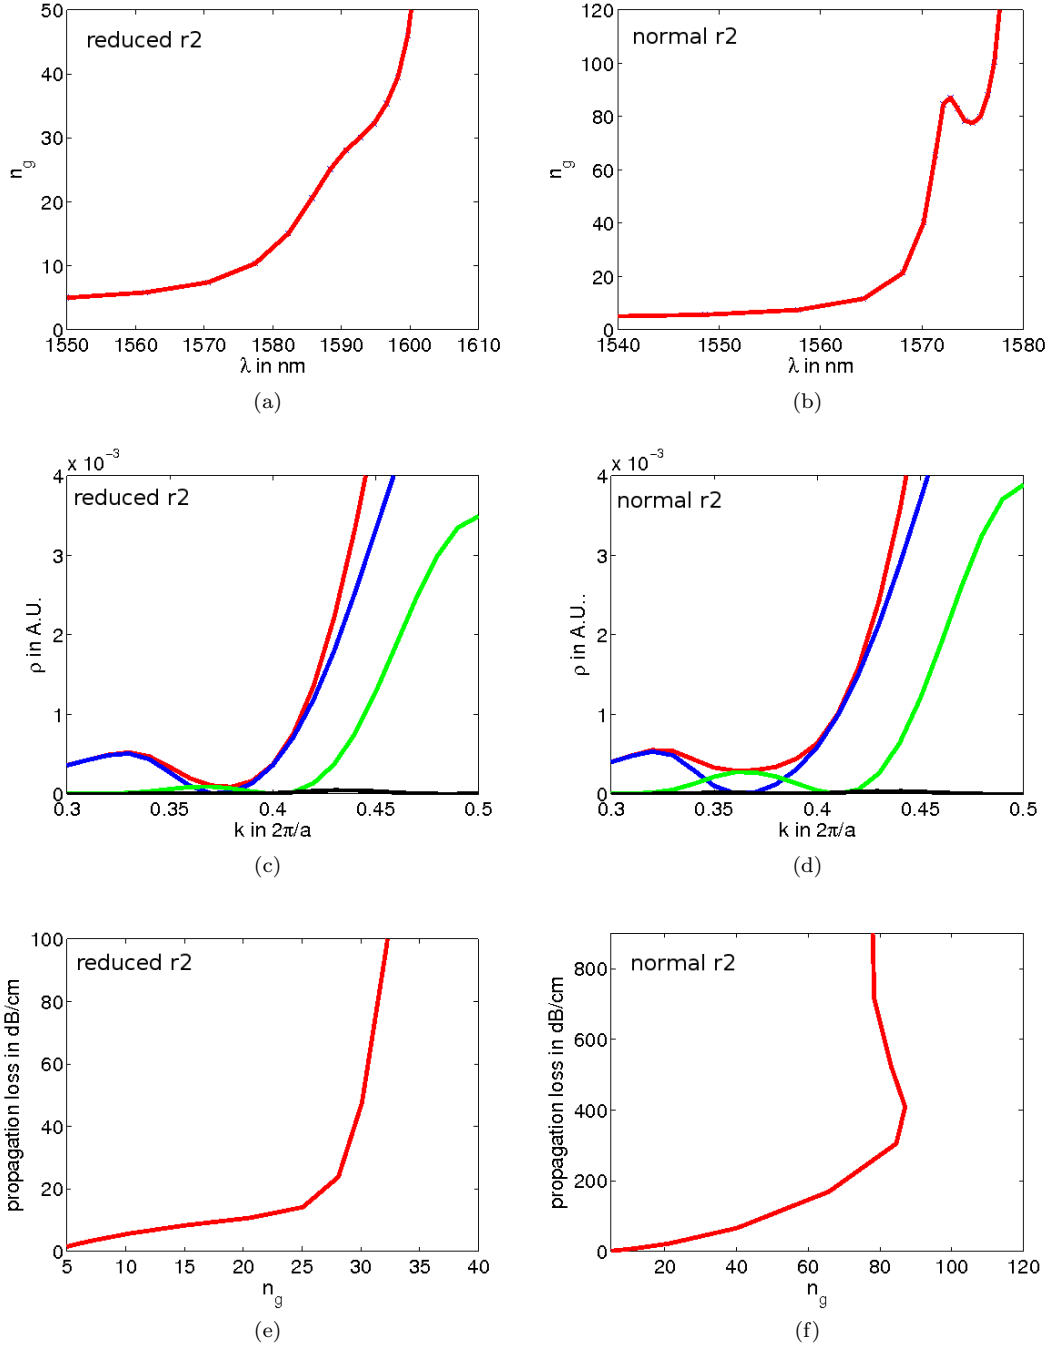 reduced r2
50
40
30
20
10
0
n_g
1550 1560 1570 1580 1590 1600 1610
λ in nm
(a)
normal r2
120
100
80
60
40
20
0
n_g
1540 1550 1560 1570 1580
λ in nm
(b)
x 10^-3
reduced r2
4
3
2
1
0
ρ in A.U.
0.3 0.35 0.4 0.45 0.5
k in 2π/a
(c)
x 10^-3
normal r2
4
3
2
1
0
ρ in A.U..
0.3 0.35 0.4 0.45 0.5
k in 2π/a
(d)
reduced r2
100
80
60
40
20
0
propagation loss in dB/cm
5 10 15 20 25 30 35 40
n_g
(e)
normal r2
800
600
400
200
0
propagation loss in dB/cm
20 40 60 80 100 120
n_g
(f)